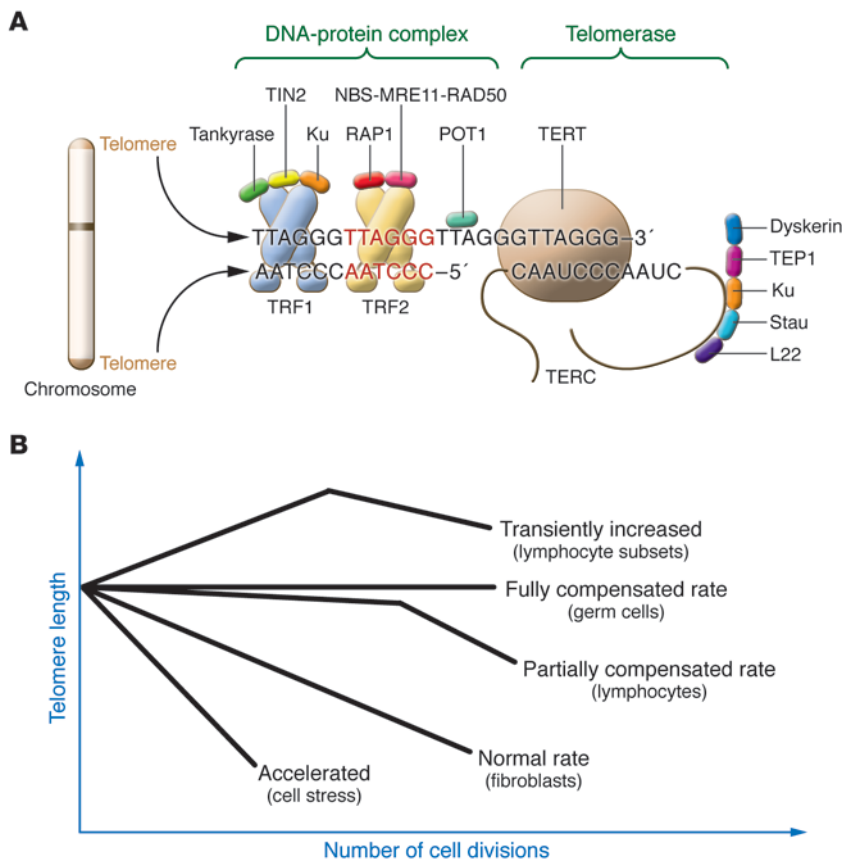 A
DNA-protein complex
Telomerase
TIN2
NBS-MRE11-RAD50
Tankyrase
Ku
RAP1
POT1
TERT
Telomere
TTAGGGTTAGGGTTAGGGTTAGGG–3′
AATCCCAATCCC–5′
CAAUCCCAAUC
TRF1
TRF2
Dyskerin
TEP1
Ku
Stau
L22
Telomere
Chromosome
TERC
B
Telomere length
Transiently increased
(lymphocyte subsets)
Fully compensated rate
(germ cells)
Partially compensated rate
(lymphocytes)
Normal rate
(fibroblasts)
Accelerated
(cell stress)
Number of cell divisions